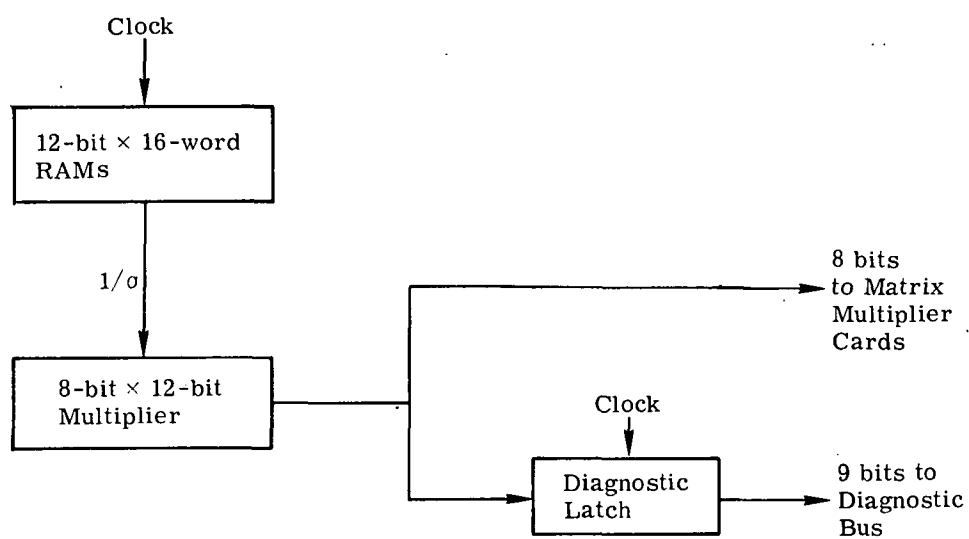 Clock
12-bit × 16-word
RAMs
1/σ
8 bits
to Matrix
Multiplier
Cards
8-bit × 12-bit
Multiplier
Clock
Diagnostic
Latch
9 bits to
Diagnostic
Bus